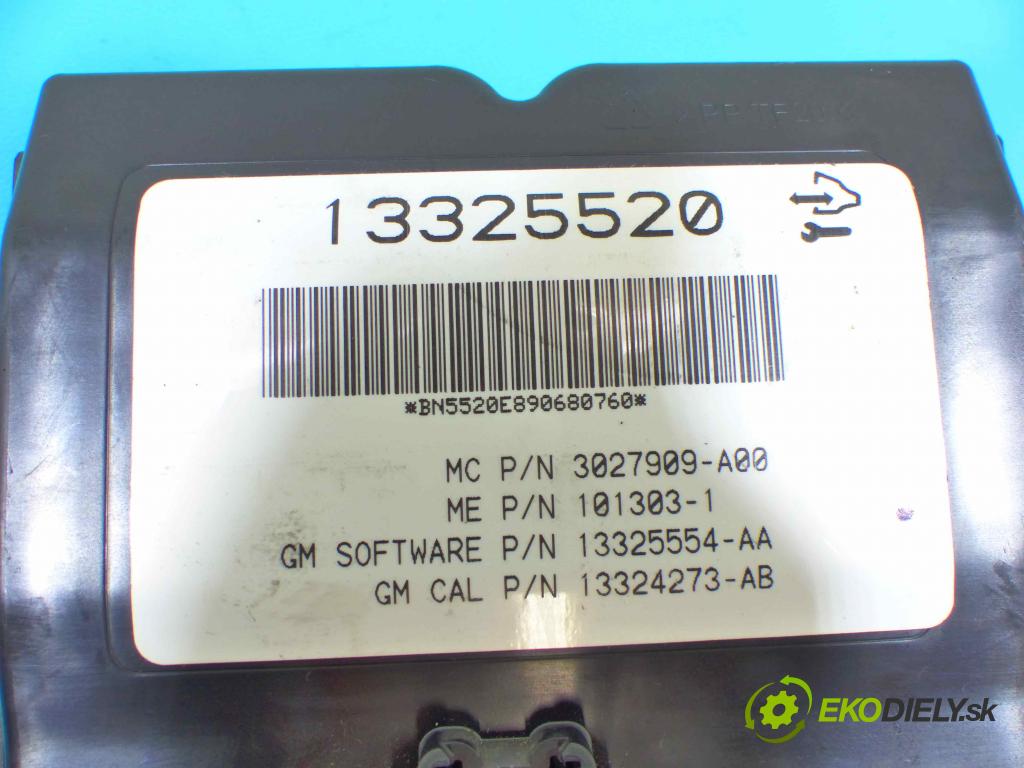 13325520
*BN5520E890680760*
MC P/N 3027909-A00
ME P/N 101303-1
GM SOFTWARE P/N 13325554-AA
GM CAL P/N 13324273-AB
EKODIELY.sk